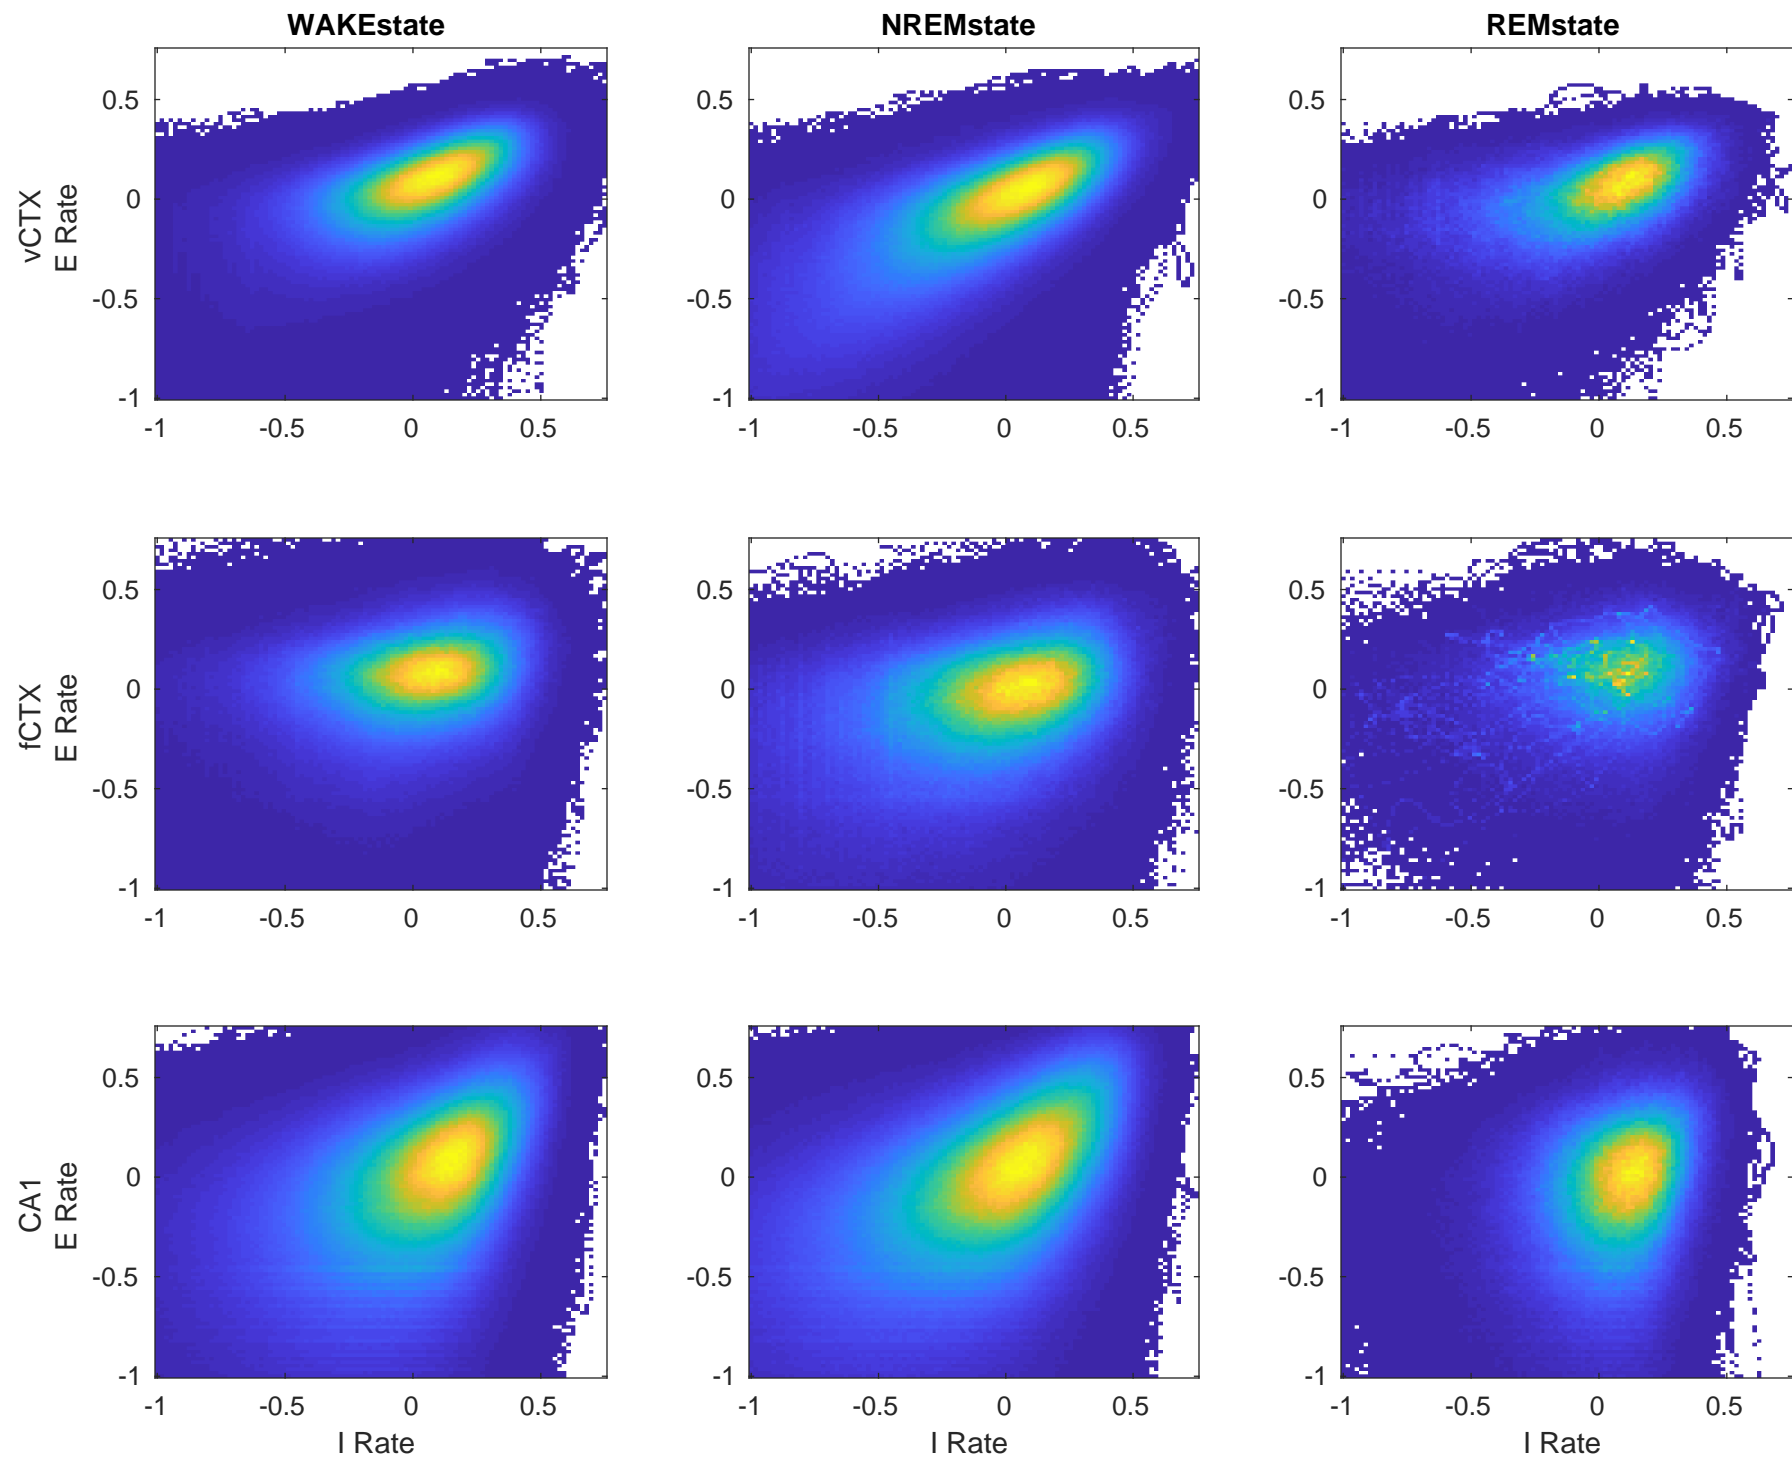 WAKEstate NREMstate REMstate
vCTX
E Rate
0.5 0.5 0.5
0 0 0
-0.5 -0.5 -0.5
-1 -1 -1
-1 -0.5 0 0.5 -1 -0.5 0 0.5 -1 -0.5 0 0.5
fCTX
E Rate
0.5 0.5 0.5
0 0 0
-0.5 -0.5 -0.5
-1 -1 -1
-1 -0.5 0 0.5 -1 -0.5 0 0.5 -1 -0.5 0 0.5
CA1
E Rate
0.5 0.5 0.5
0 0 0
-0.5 -0.5 -0.5
-1 -1 -1
-1 -0.5 0 0.5 -1 -0.5 0 0.5 -1 -0.5 0 0.5
I Rate I Rate I Rate